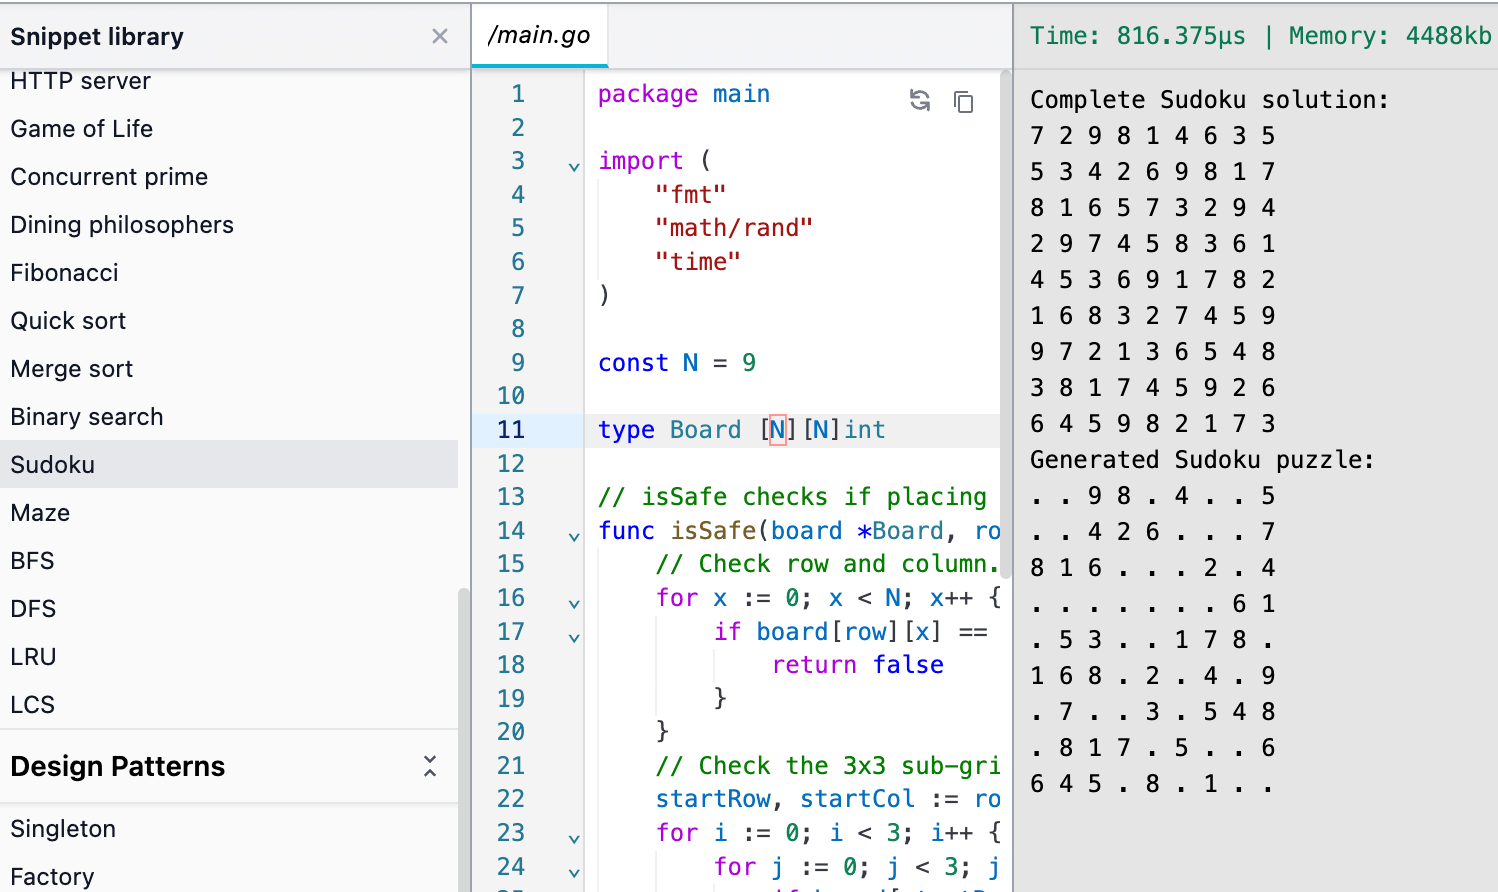 Snippet library
HTTP server
Game of Life
Concurrent prime
Dining philosophers
Fibonacci
Quick sort
Merge sort
Binary search
Sudoku
Maze
BFS
DFS
LRU
LCS
Design Patterns
Singleton
Factory
/main.go
1 package main
2
3 import (
4 "fmt"
5 "math/rand"
6 "time"
7 )
8
9 const N = 9
10
11 type Board [N][N]int
12
13 // isSafe checks if placing
14 func isSafe(board *Board, ro
15 // Check row and column.
16 for x := 0; x < N; x++ {
17 if board[row][x] ==
18 return false
19 }
20 }
21 // Check the 3x3 sub-gri
22 startRow, startCol := ro
23 for i := 0; i < 3; i++ {
24 for j := 0; j < 3; j
Time: 816.375µs | Memory: 4488kb
Complete Sudoku solution:
7 2 9 8 1 4 6 3 5
5 3 4 2 6 9 8 1 7
8 1 6 5 7 3 2 9 4
2 9 7 4 5 8 3 6 1
4 5 3 6 9 1 7 8 2
1 6 8 3 2 7 4 5 9
9 7 2 1 3 6 5 4 8
3 8 1 7 4 5 9 2 6
6 4 5 9 8 2 1 7 3
Generated Sudoku puzzle:
. . 9 8 . 4 . . 5
. . 4 2 6 . . . 7
8 1 6 . . . 2 . 4
. . . . . . . 6 1
. 5 3 . . 1 7 8 .
1 6 8 . 2 . 4 . 9
. 7 . . 3 . 5 4 8
. 8 1 7 . 5 . . 6
6 4 5 . 8 . 1 . .